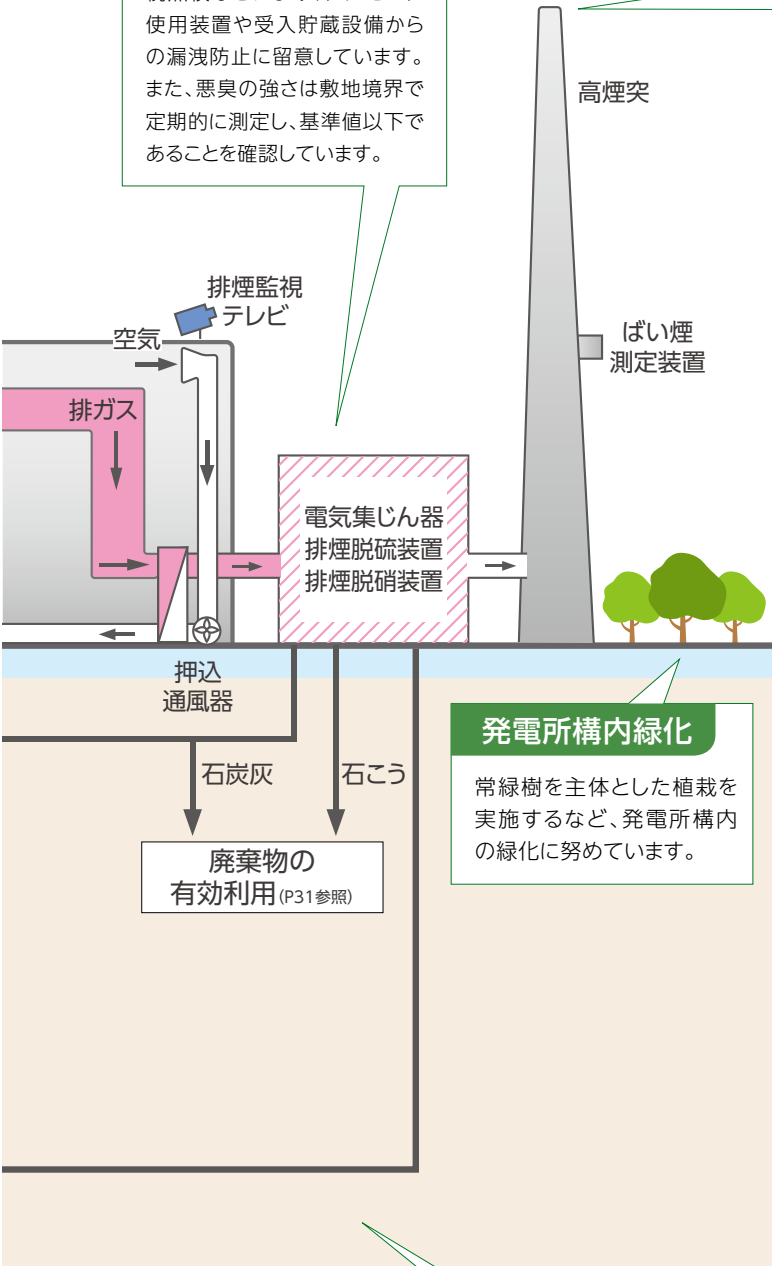 使用装置や受入貯蔵設備から
の漏洩防止に留意しています。
また、悪臭の強さは敷地境界で
定期的に測定し、基準値以下で
あることを確認しています。
高煙突
排煙監視
テレビ
空気
ばい煙
測定装置
排ガス
電気集じん器
排煙脱硫装置
排煙脱硝装置
押込
通風器
石炭灰
石こう
廃棄物の
有効利用(P31参照)
発電所構内緑化
常緑樹を主体とした植栽を
実施するなど、発電所構内
の緑化に努めています。